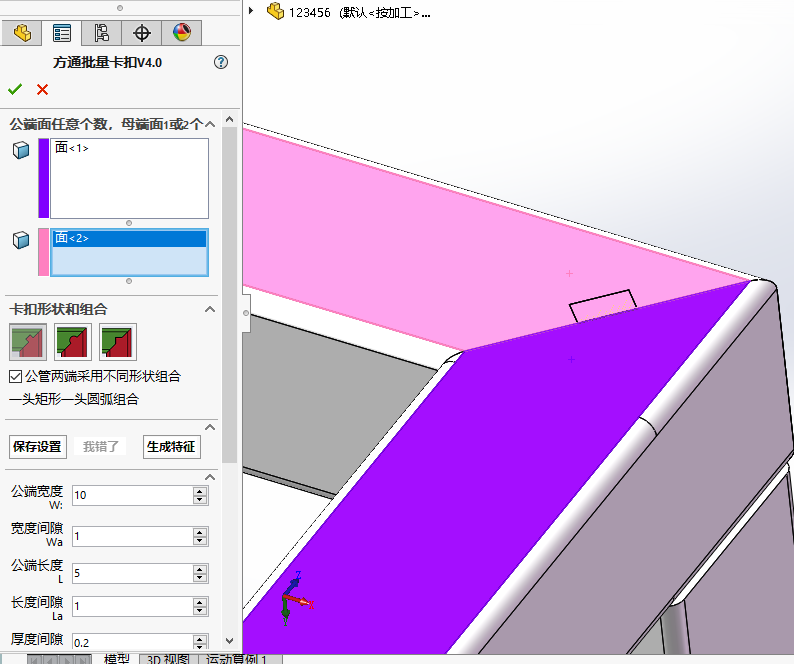 123456 (默认<按加工>...
方通批量卡扣V4.0
公端面任意个数，母端面1或2个
面<1>
面<2>
卡扣形状和组合
公管两端采用不同形状组合
一头矩形一头圆弧组合
保存设置 我错了 生成特征
公端宽度 W: 10
宽度间隙 Wa 1
公端长度 L 5
长度间隙 La 1
厚度间隙 0.2
Z
模型 3D 视图 运动算例 1